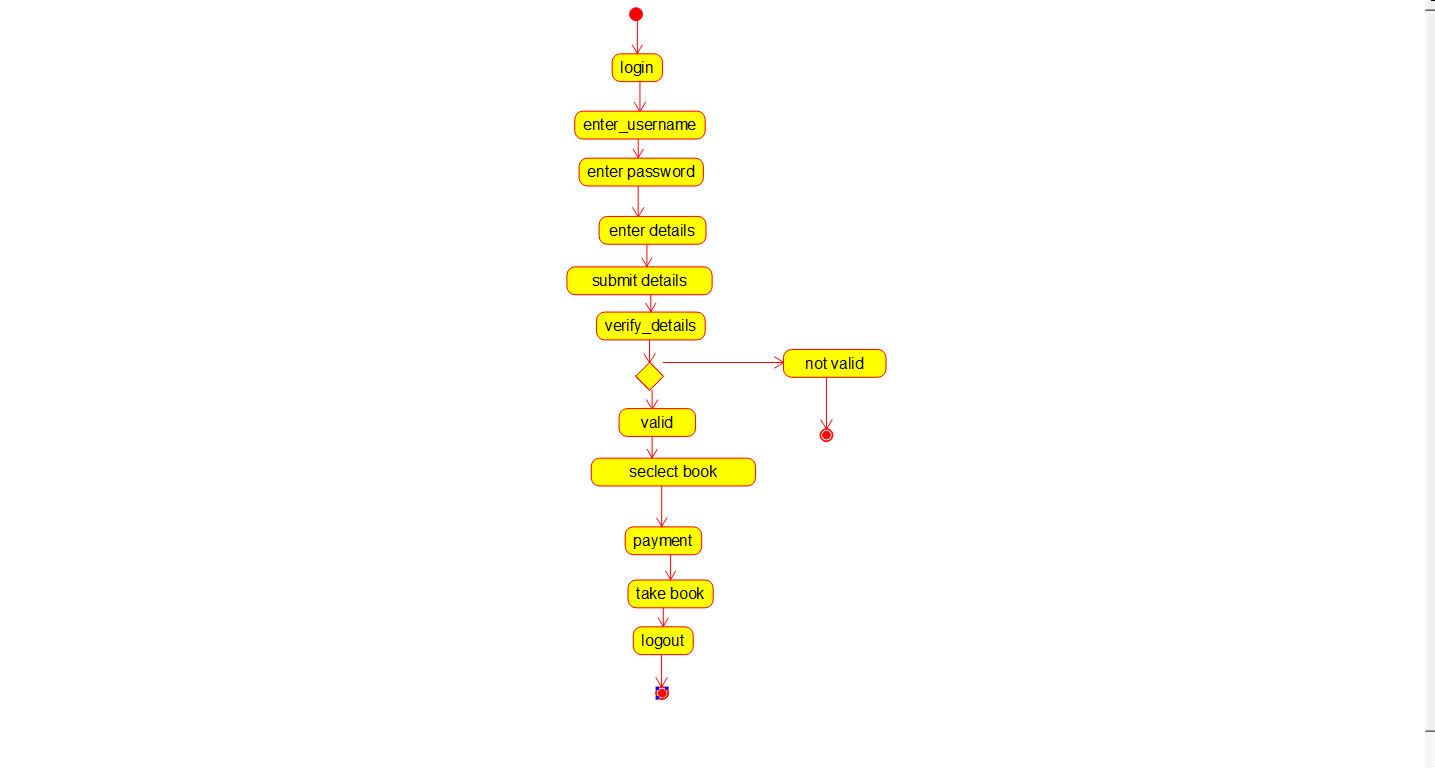 login
enter_username
enter password
enter details
submit details
verify_details
not valid
valid
seclect book
payment
take book
logout